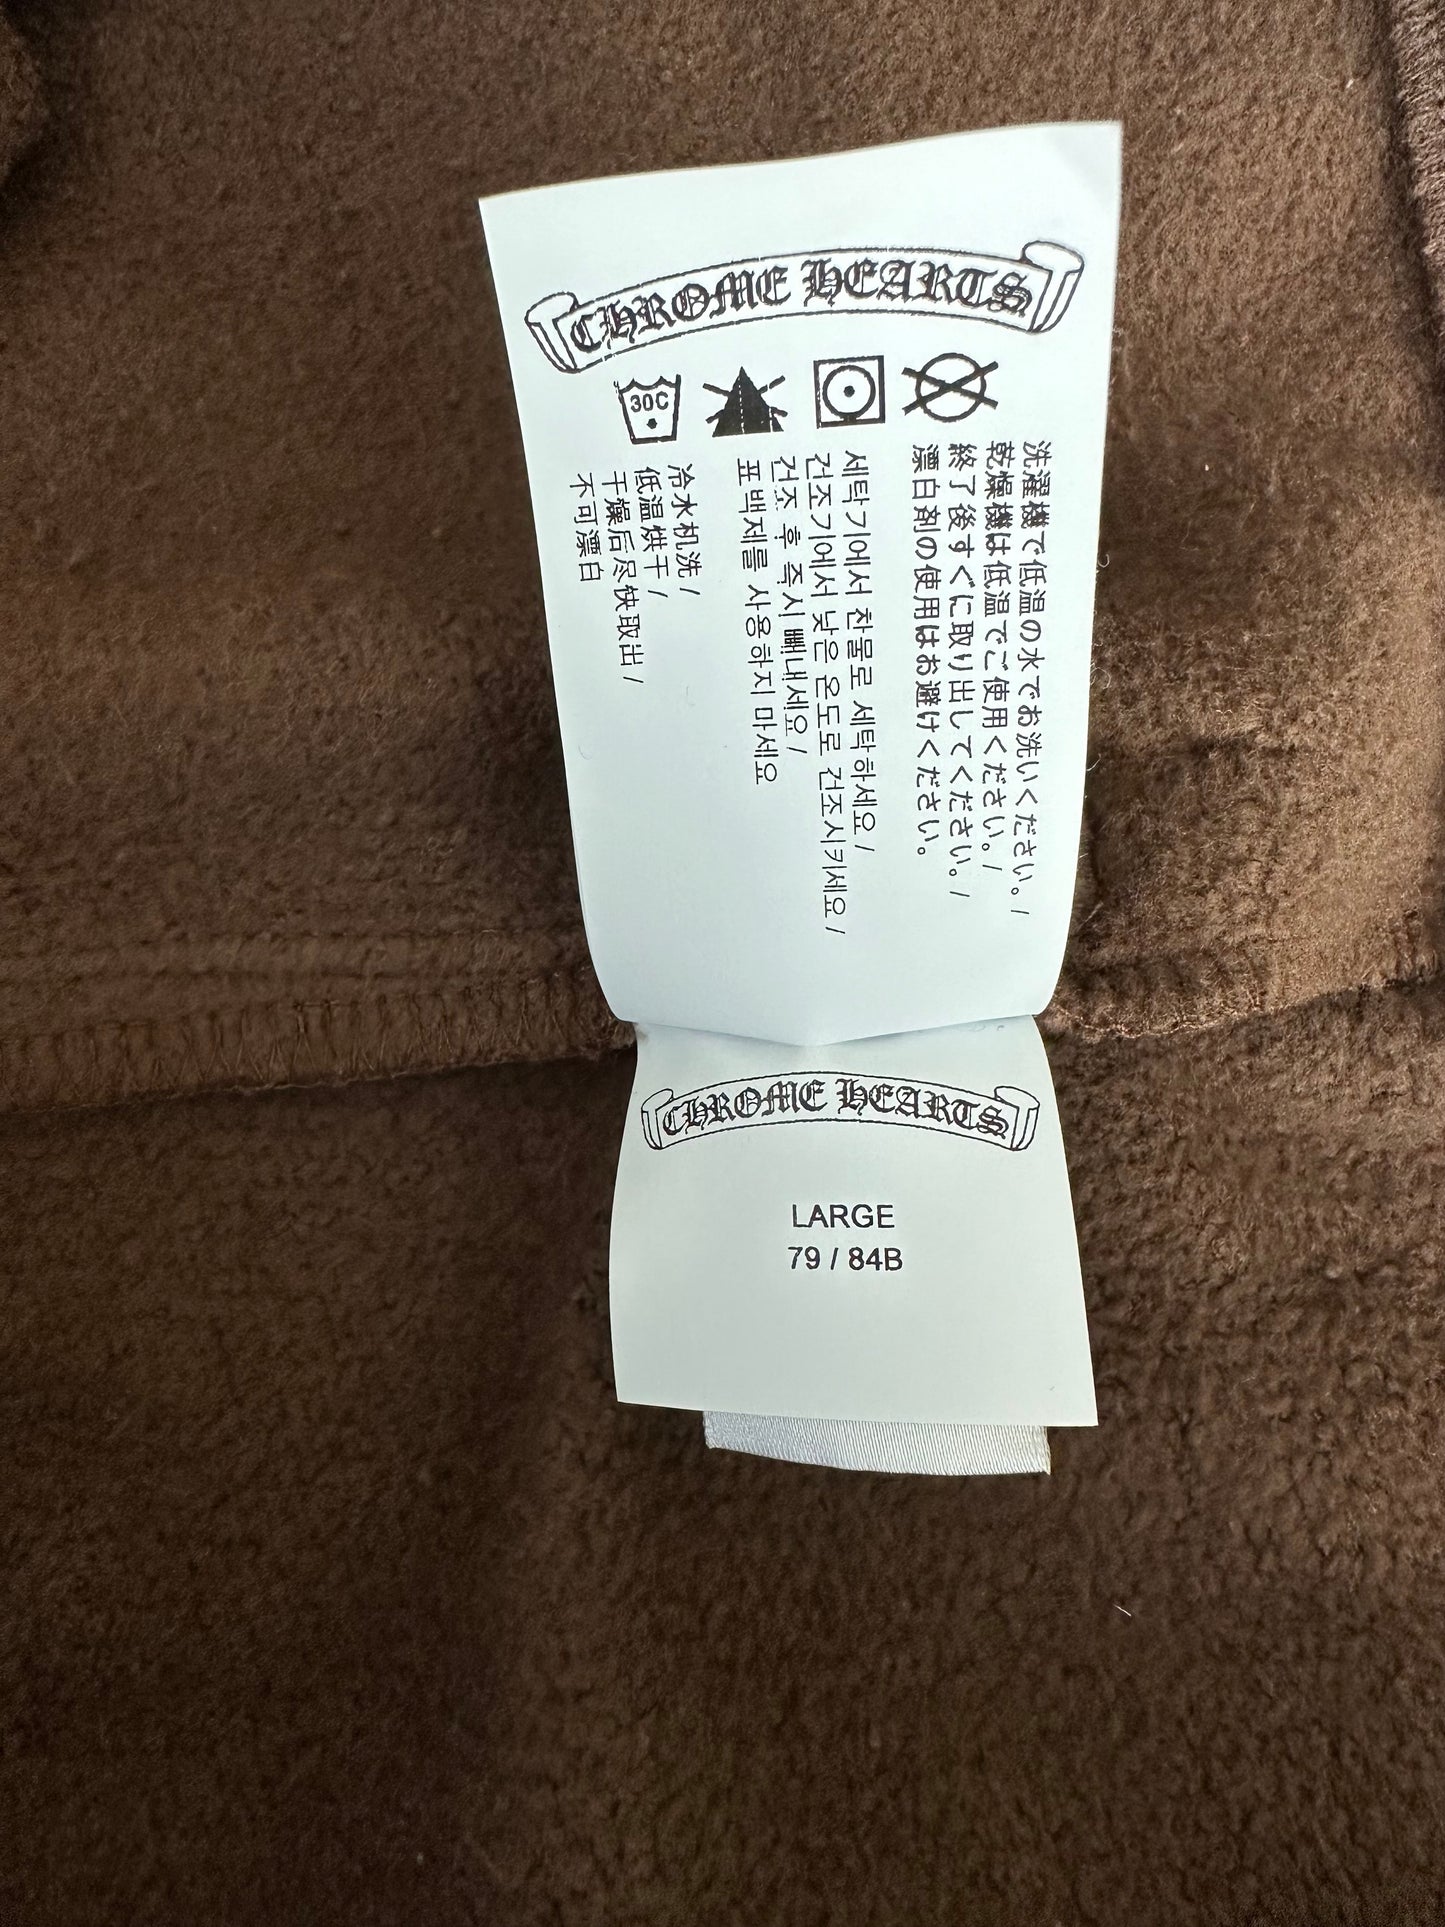 CHROME HEARTS
30C
洗濯機で低温の水でお洗いください。/
乾燥機は低温でご使用ください。/
終了後すぐに取り出してください。/
漂白剤の使用はお避けください。
세탁기에서 찬물로 세탁하세요 /
건조기에서 낮은 온도로 건조시키세요 /
건조 후 즉시 빼내세요 /
표백제를 사용하지 마세요
冷水机洗 /
低温烘干 /
干燥后尽快取出 /
不可漂白
CHROME HEARTS
LARGE
79 / 84B